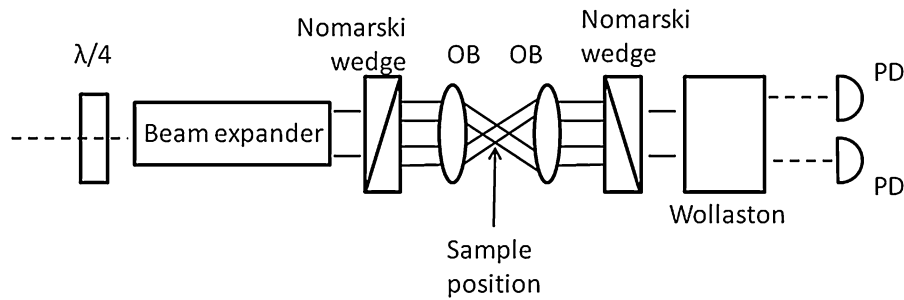 λ/4
Nomarski
wedge
OB
OB
Nomarski
wedge
PD
Beam expander
PD
Wollaston
Sample
position